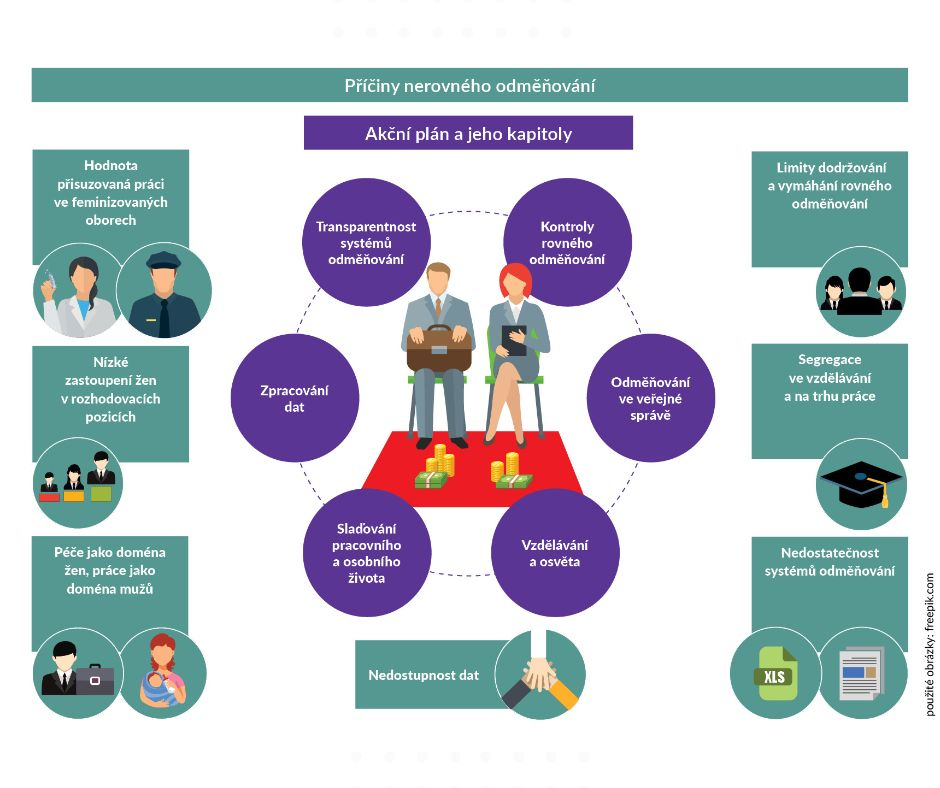 Příčiny nerovného odměňování
Akční plán a jeho kapitoly
Hodnota
přisuzovaná práci
ve feminizovaných
oborech
Nízké
zastoupení žen
v rozhodovacích
pozicích
Péče jako doména
žen, práce jako
doména mužů
Transparentnost
systémů
odměňování
Kontroly
rovného
odměňování
Zpracování
dat
Odměňování
ve veřejné
správě
Slaďování
pracovního
a osobního
života
Vzdělávání
a osvěta
Nedostupnost dat
Limity dodržování
a vymáhání rovného
odměňování
Segregace
ve vzdělávání
a na trhu práce
Nedostatečnost
systémů odměňování
XLS
použité obrázky: freepik.com